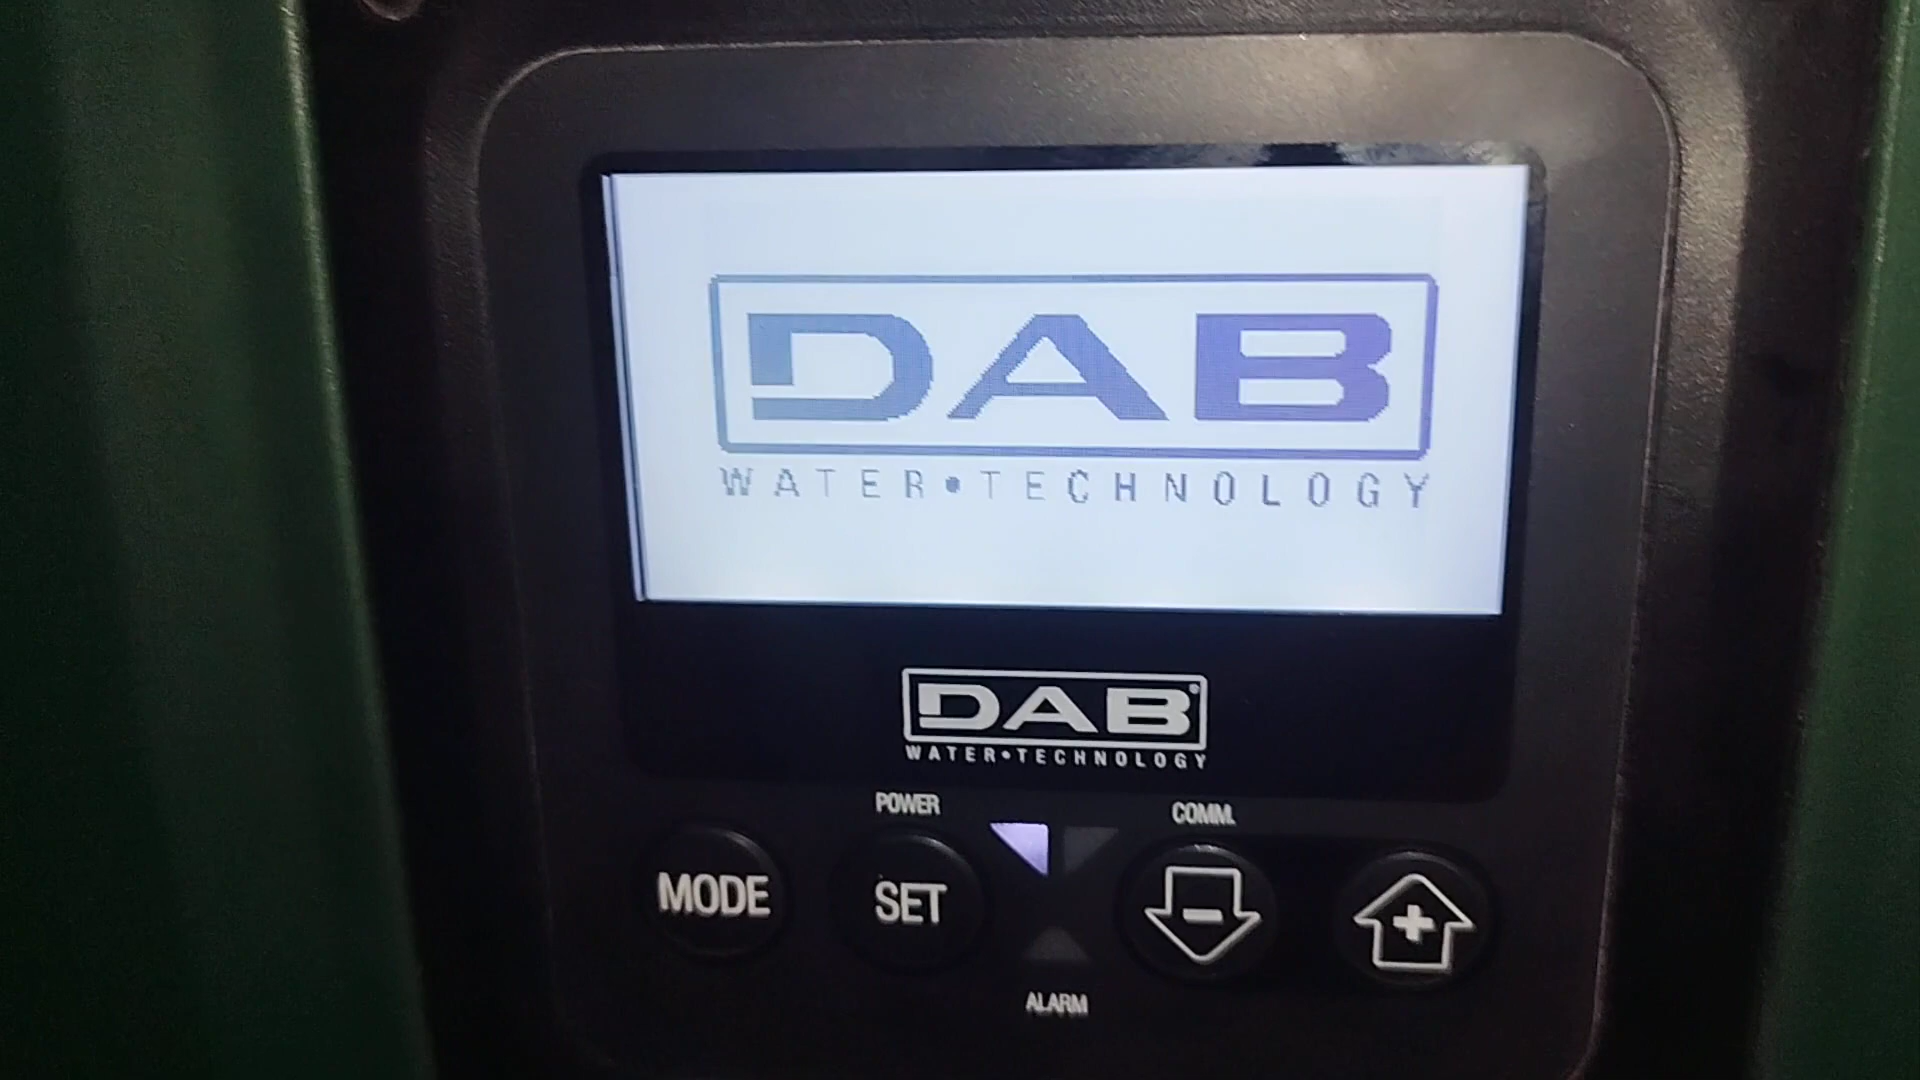 DAB
WATER•TECHNOLOGY
DAB®
WATER•TECHNOLOGY
POWER
COMM.
MODE
SET
-
+
ALARM